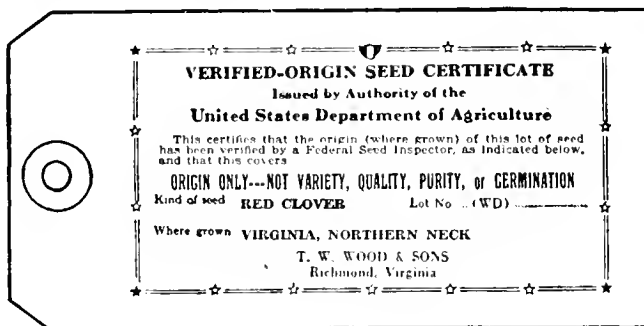 VERIFIED-ORIGIN SEED CERTIFICATE
Issued by Authority of the
United States Department of Agriculture
This certifies that the origin (where grown) of this lot of seed
has been verified by a Federal Seed Inspector, as indicated below,
and that this covers
ORIGIN ONLY---NOT VARIETY, QUALITY, PURITY, or GERMINATION
Kind of seed RED CLOVER Lot No ..(WD)
Where grown VIRGINIA, NORTHERN NECK
T. W. WOOD & SONS
Richmond, Virginia